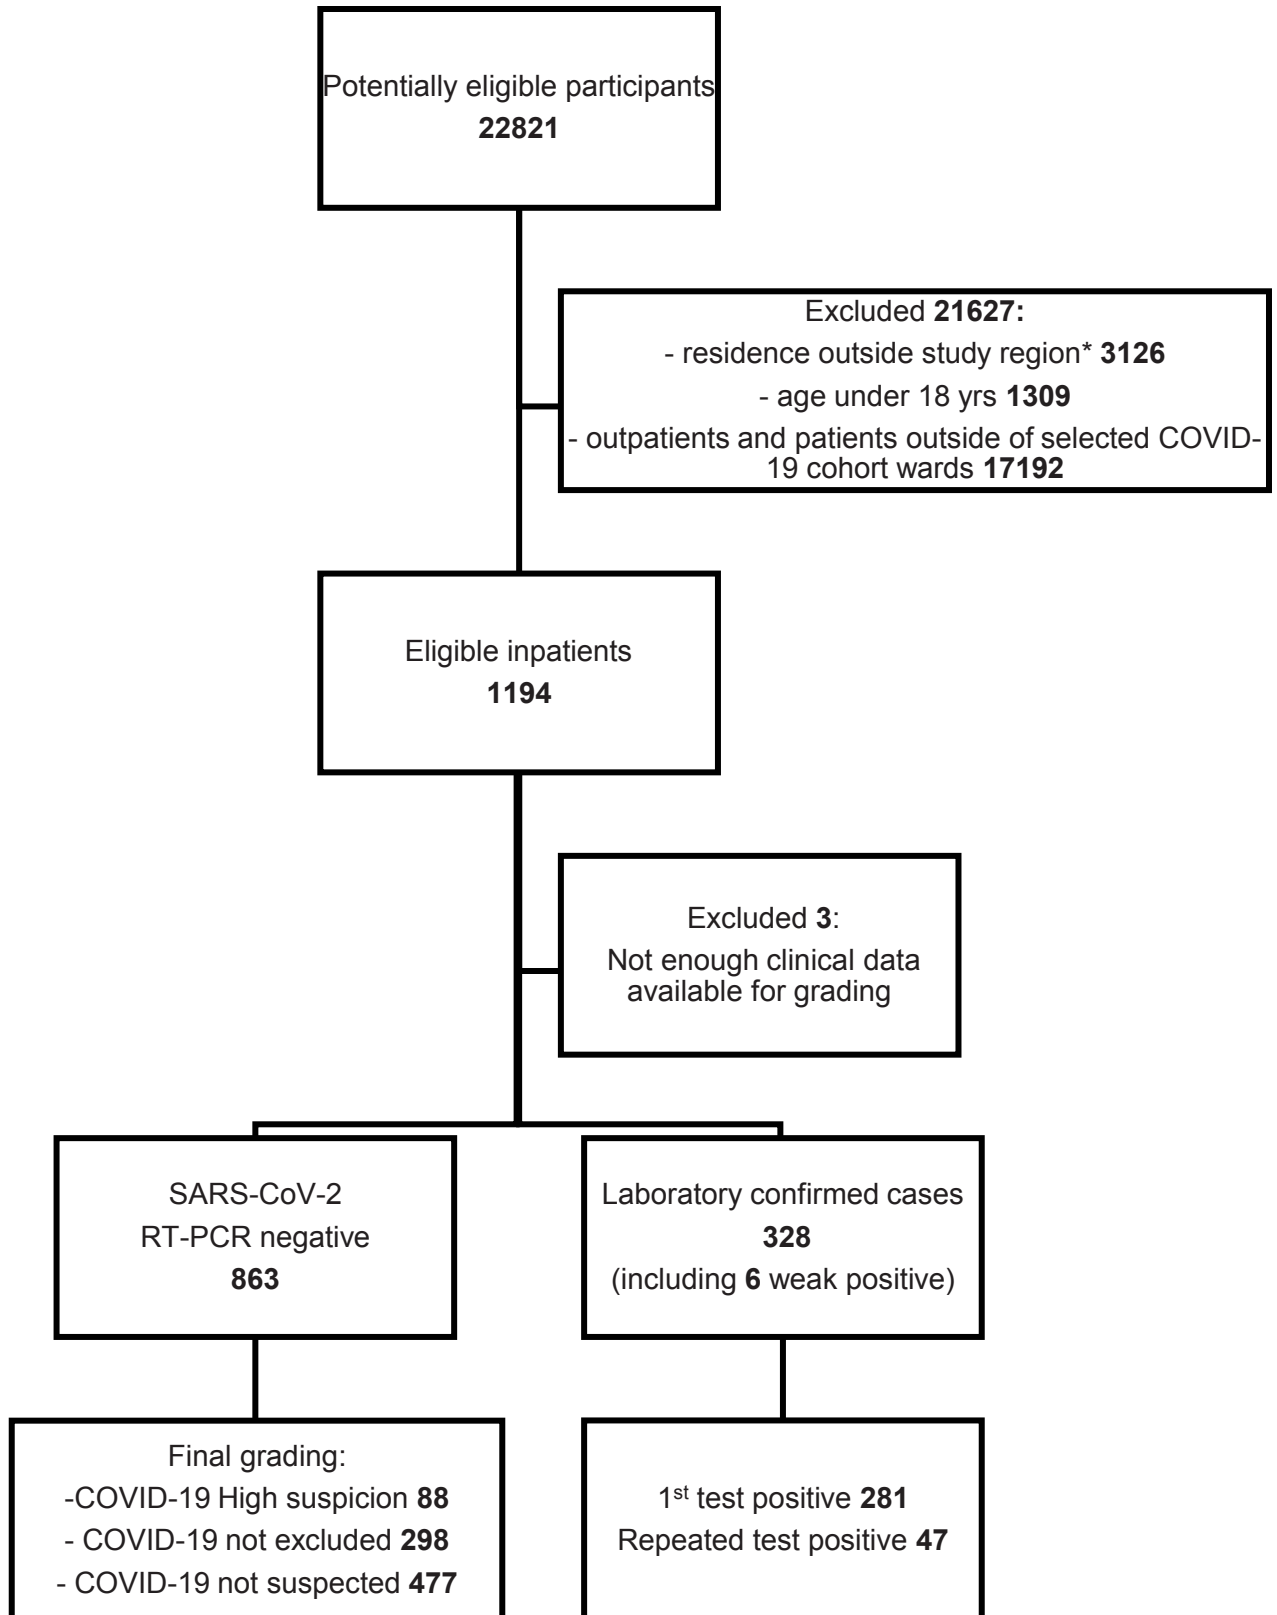 Potentially eligible participants
22821
Excluded 21627:
- residence outside study region* 3126
- age under 18 yrs 1309
- outpatients and patients outside of selected COVID-
19 cohort wards 17192
Eligible inpatients
1194
Excluded 3:
Not enough clinical data
available for grading
SARS-CoV-2
RT-PCR negative
863
Laboratory confirmed cases
328
(including 6 weak positive)
Final grading:
-COVID-19 High suspicion 88
- COVID-19 not excluded 298
- COVID-19 not suspected 477
1st test positive 281
Repeated test positive 47